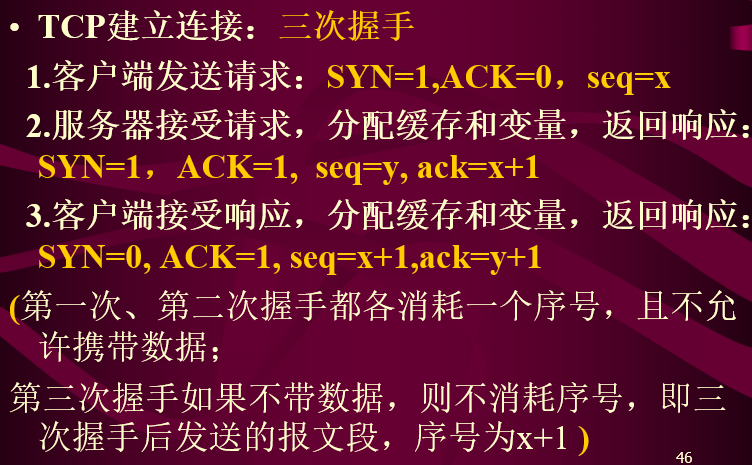 • TCP建立连接：三次握手
1.客户端发送请求：SYN=1,ACK=0，seq=x
2.服务器接受请求，分配缓存和变量，返回响应：
SYN=1，ACK=1, seq=y, ack=x+1
3.客户端接受响应，分配缓存和变量，返回响应：
SYN=0, ACK=1, seq=x+1,ack=y+1
(第一次、第二次握手都各消耗一个序号，且不允
许携带数据；
第三次握手如果不带数据，则不消耗序号，即三
次握手后发送的报文段，序号为x+1 )
46